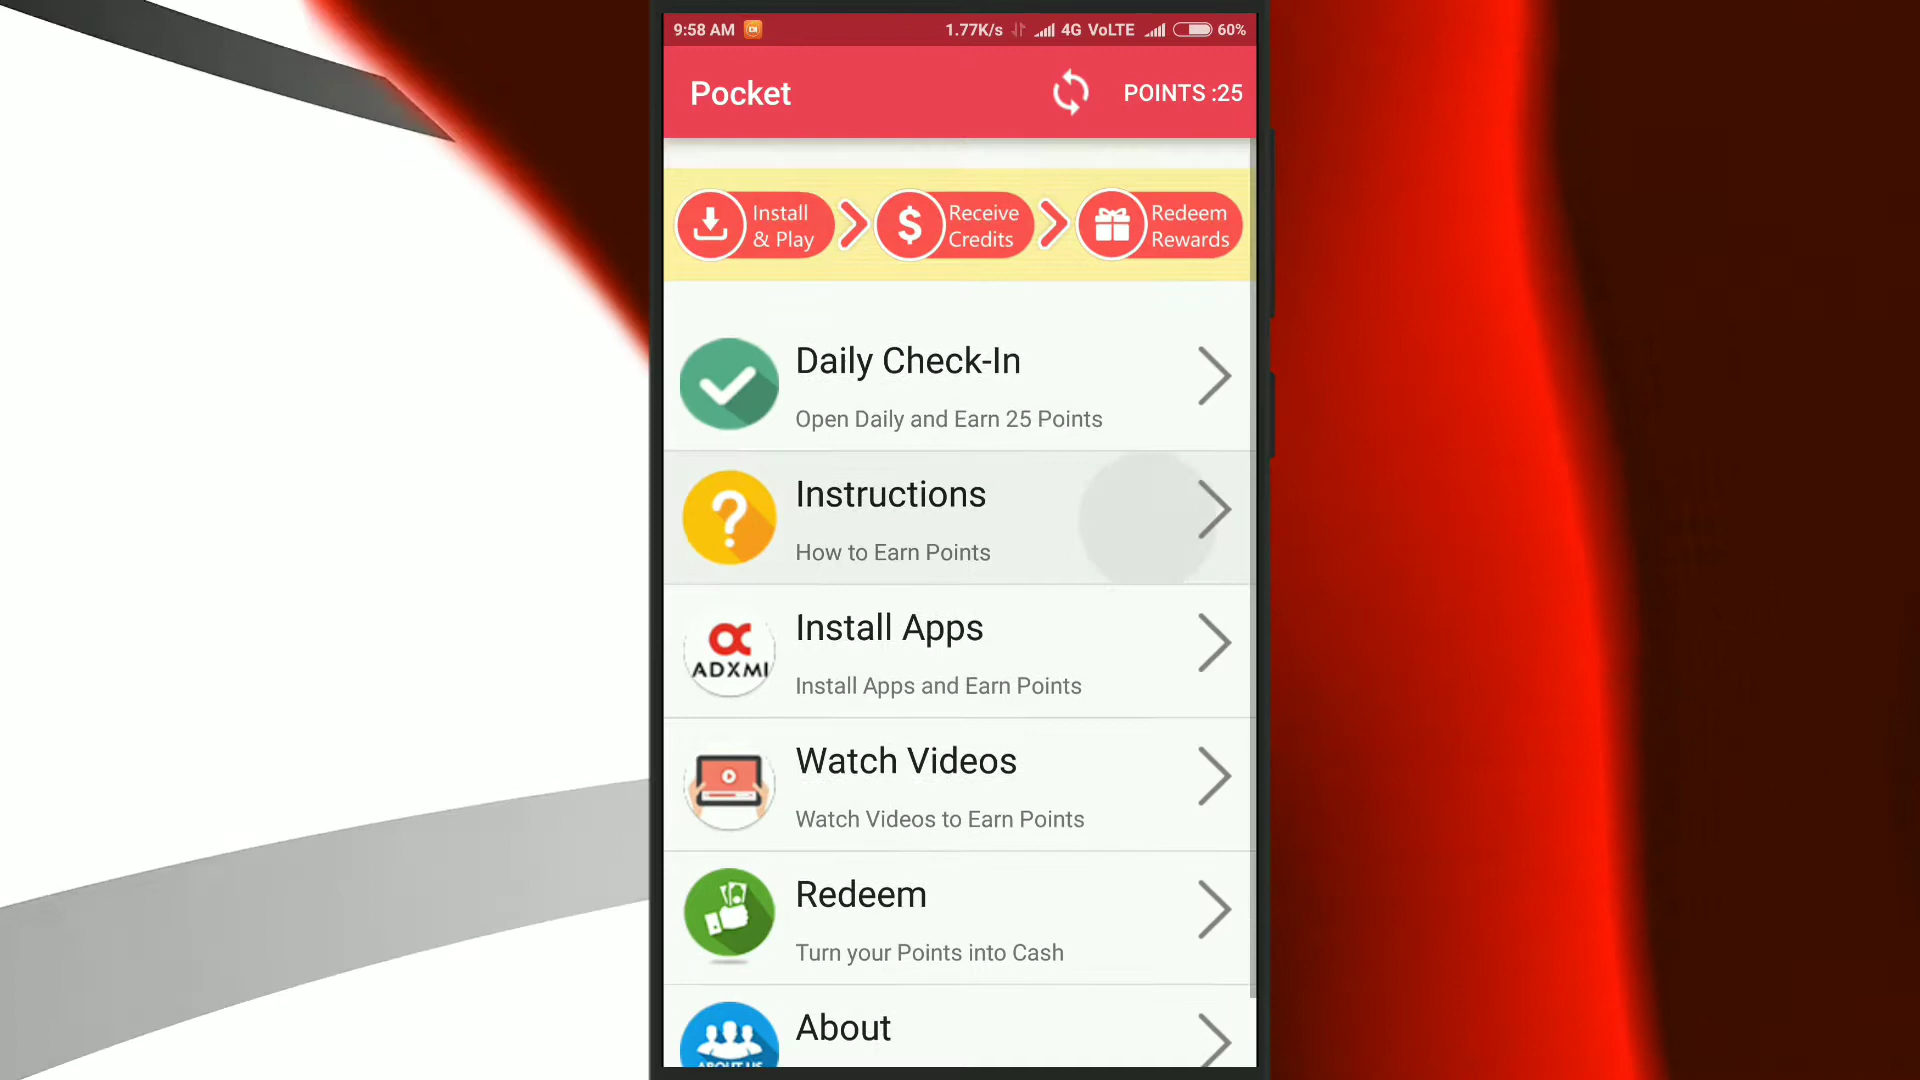 9:58 AM 1.77K/s 4G VoLTE 60%
Pocket POINTS :25
Install
& Play
Receive
Credits
Redeem
Rewards
Daily Check-In
Open Daily and Earn 25 Points
Instructions
How to Earn Points
ADXMI
Install Apps
Install Apps and Earn Points
Watch Videos
Watch Videos to Earn Points
Redeem
Turn your Points into Cash
About
ABOUT US